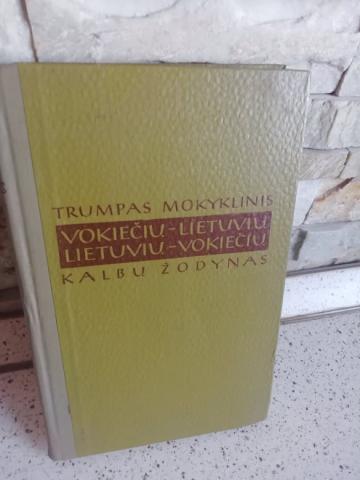 TRUMPAS MOKYKLINIS
VOKIEČIŲ-LIETUVIŲ
LIETUVIŲ-VOKIEČIŲ
KALBŲ ŽODYNAS